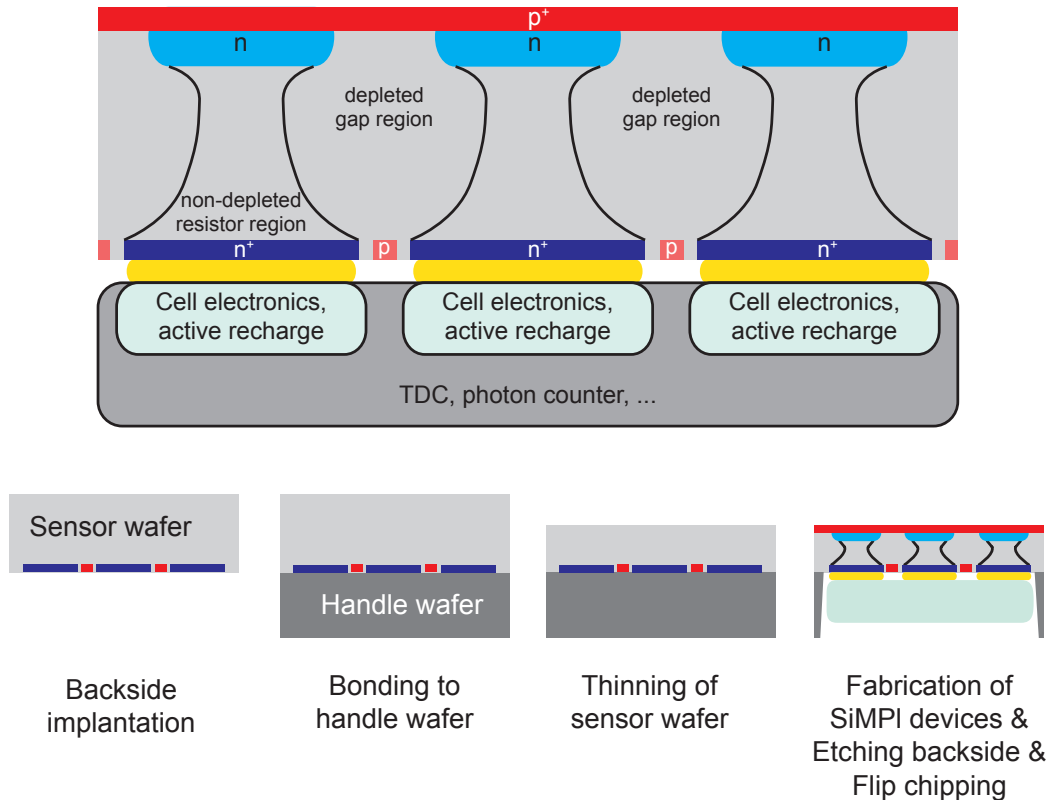 p+
n n n
depleted
gap region
depleted
gap region
non-depleted
resistor region
n+ p n+ p n+
Cell electronics,
active recharge
Cell electronics,
active recharge
Cell electronics,
active recharge
TDC, photon counter, ...
Sensor wafer
Handle wafer
Backside
implantation
Bonding to
handle wafer
Thinning of
sensor wafer
Fabrication of
SiMPl devices &
Etching backside &
Flip chipping